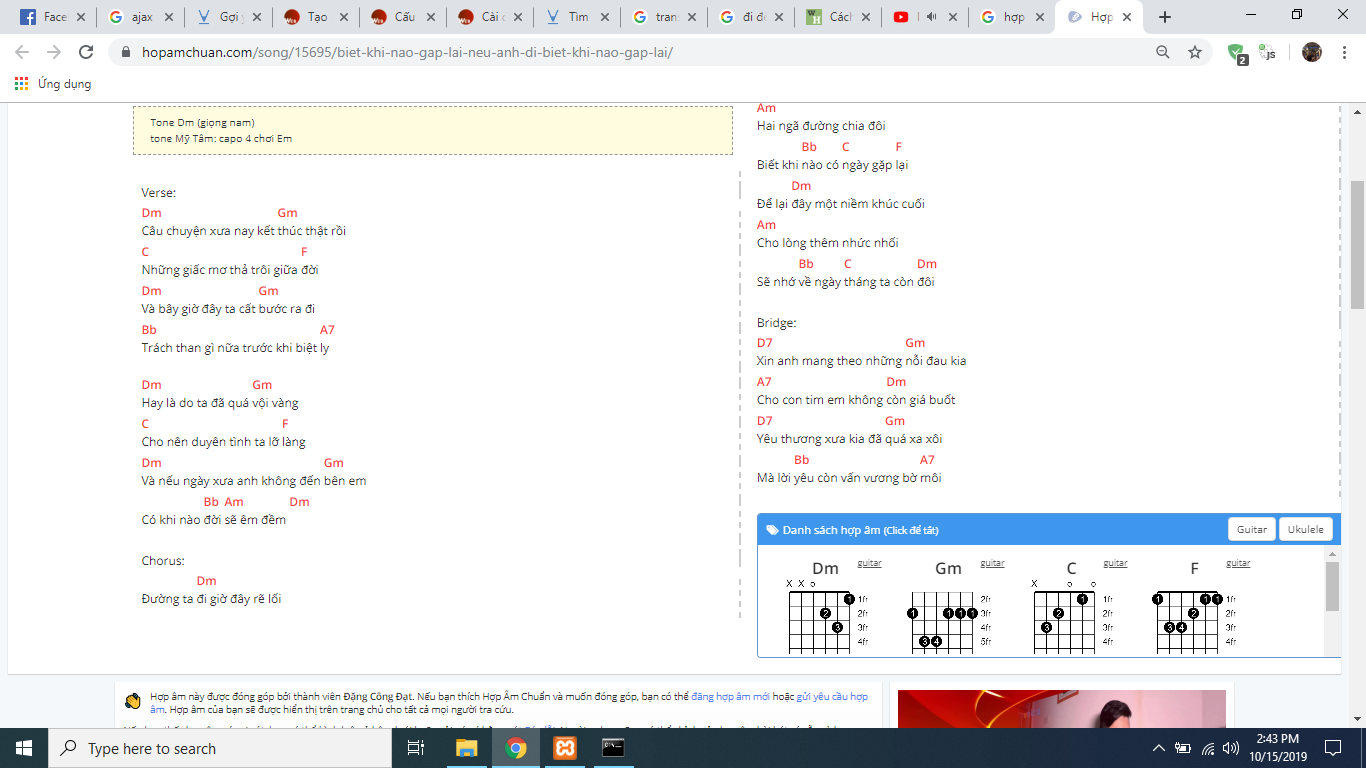 Face
ajax
Gợi
Tạo
Cấu
Cài
Tìm
tran
đi đ
Các
hợp
Hợp
hopamchuan.com/song/15695/biet-khi-nao-gap-lai-neu-anh-di-biet-khi-nao-gap-lai/
2
js
Ứng dụng
Tone Dm (giọng nam)
tone Mỹ Tâm: capo 4 chơi Em
Verse:
Dm Gm
Câu chuyện xưa nay kết thúc thật rồi
C F
Những giấc mơ thả trôi giữa đời
Dm Gm
Và bây giờ đây ta cất bước ra đi
Bb A7
Trách than gì nữa trước khi biệt ly
Dm Gm
Hay là do ta đã quá vội vàng
C F
Cho nên duyên tình ta lỡ làng
Dm Gm
Và nếu ngày xưa anh không đến bên em
Bb Am Dm
Có khi nào đời sẽ êm đềm
Chorus:
Dm
Đường ta đi giờ đây rẽ lối
Am
Hai ngã đường chia đôi
Bb C F
Biết khi nào có ngày gặp lại
Dm
Để lại đây một niềm khúc cuối
Am
Cho lòng thêm nhức nhối
Bb C Dm
Sẽ nhớ về ngày tháng ta còn đôi
Bridge:
D7 Gm
Xin anh mang theo những nỗi đau kia
A7 Dm
Cho con tim em không còn giá buốt
D7 Gm
Yêu thương xưa kia đã quá xa xôi
Bb A7
Mà lời yêu còn vấn vương bờ môi
Danh sách hợp âm (Click để tắt) Guitar Ukulele
Dm guitar Gm guitar C guitar F guitar
X X o X o o
1 1fr 2fr 1 1fr 1 1 1 1fr
2 2fr 1 1 1 1 3fr 2 2fr 2 2fr
3 3fr 4fr 3 3fr 3 4 3fr
4fr 3 4 5fr 4fr 4fr
Hợp âm này được đóng góp bởi thành viên Đặng Công Đạt. Nếu bạn thích Hợp Âm Chuẩn và muốn đóng góp, bạn có thể đăng hợp âm mới hoặc gửi yêu cầu hợp
âm. Hợp âm của bạn sẽ được hiển thị trên trang chủ cho tất cả mọi người tra cứu.
Type here to search
2:43 PM
10/15/2019